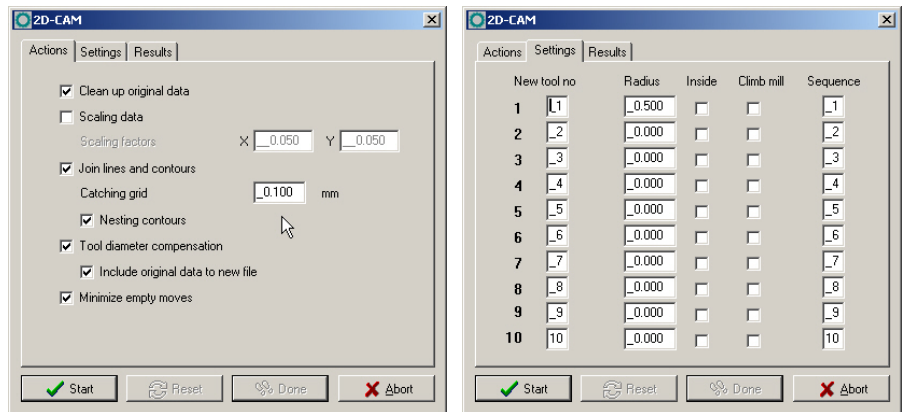 2D-CAM
Actions Settings Results
Clean up original data
Scaling data
Scaling factors X __0.050 Y __0.050
Join lines and contours
Catching grid _0.100 mm
Nesting contours
Tool diameter compensation
Include original data to new file
Minimize empty moves
Start Reset Done Abort
2D-CAM
Actions Settings Results
New tool no Radius Inside Climb mill Sequence
1 _1 _0.500 _1
2 _2 _0.000 _2
3 _3 _0.000 _3
4 _4 _0.000 _4
5 _5 _0.000 _5
6 _6 _0.000 _6
7 _7 _0.000 _7
8 _8 _0.000 _8
9 _9 _0.000 _9
10 10 _0.000 10
Start Reset Done Abort